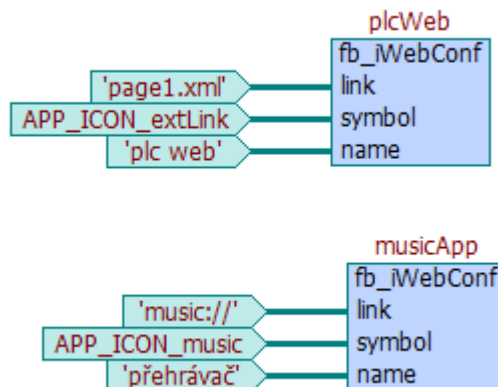 plcWeb
fb_iWebConf
'page1.xml' link
APP_ICON_extLink symbol
'plc web' name
musicApp
fb_iWebConf
'music://' link
APP_ICON_music symbol
'přehrávač' name